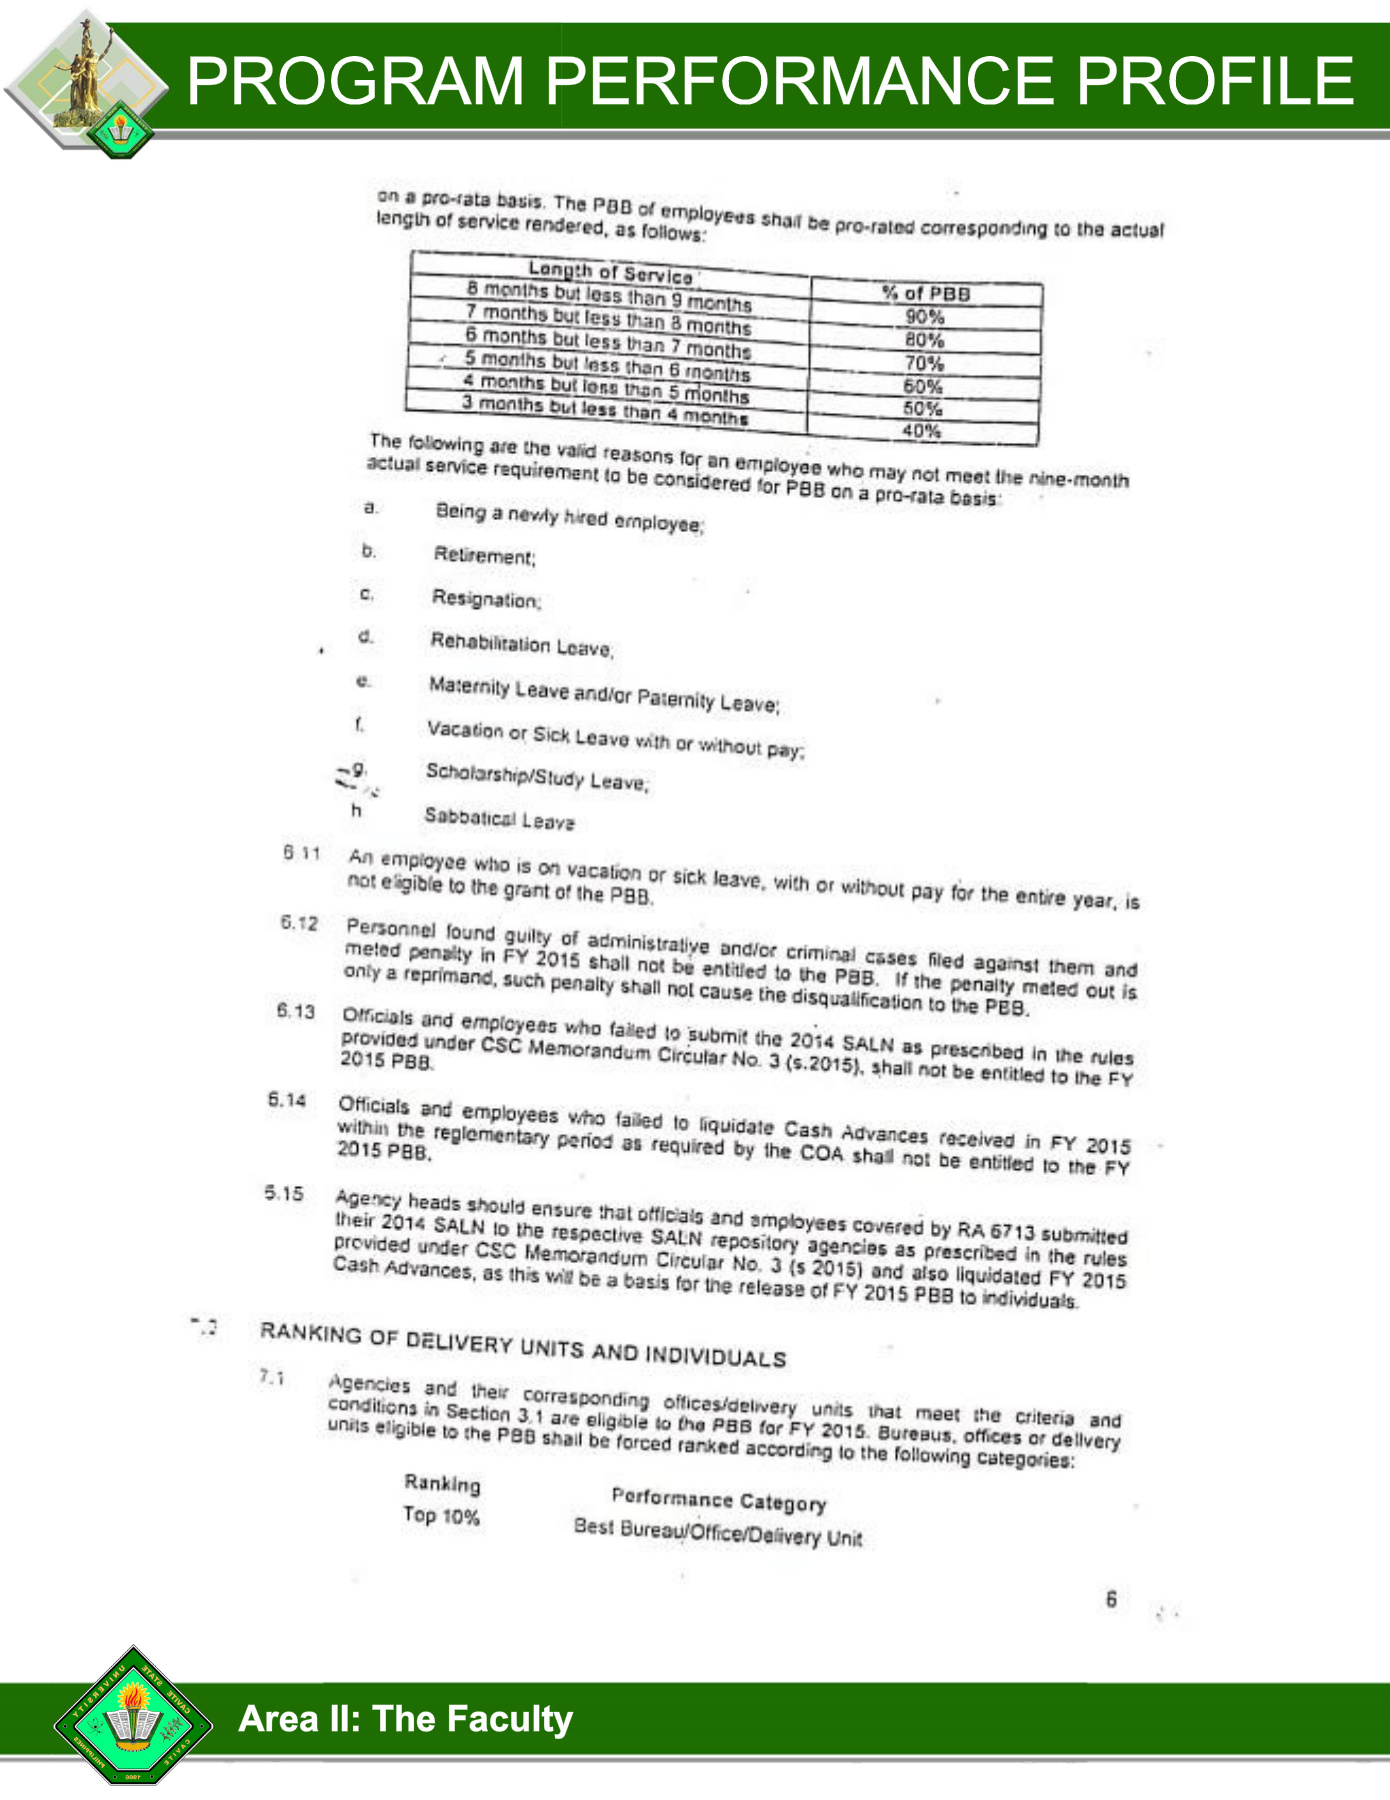 PROGRAM PERFORMANCE PROFILE
on a pro-rata basis. The PBB of employees shall be pro-rated corresponding to the actual
length of service rendered, as follows:
Length of Service % of PBB
8 months but less than 9 months 90%
7 months but less than 8 months 80%
6 months but less than 7 months 70%
5 months but less than 6 months 60%
4 months but less than 5 months 50%
3 months but less than 4 months 40%
The following are the valid reasons for an employee who may not meet the nine-month
actual service requirement to be considered for PBB on a pro-rata basis:
a. Being a newly hired employee;
b. Retirement;
c. Resignation;
d. Rehabilitation Leave;
e. Maternity Leave and/or Paternity Leave;
f. Vacation or Sick Leave with or without pay;
g. Scholarship/Study Leave;
h Sabbatical Leave
6.11 An employee who is on vacation or sick leave, with or without pay for the entire year, is
not eligible to the grant of the PBB.
6.12 Personnel found guilty of administrative and/or criminal cases filed against them and
meted penalty in FY 2015 shall not be entitled to the PBB. If the penalty meted out is
only a reprimand, such penalty shall not cause the disqualification to the PBB.
6.13 Officials and employees who failed to submit the 2014 SALN as prescribed in the rules
provided under CSC Memorandum Circular No. 3 (s.2015), shall not be entitled to the FY
2015 PBB.
6.14 Officials and employees who failed to liquidate Cash Advances received in FY 2015
within the reglementary period as required by the COA shall not be entitled to the FY
2015 PBB.
6.15 Agency heads should ensure that officials and employees covered by RA 6713 submitted
their 2014 SALN to the respective SALN repository agencies as prescribed in the rules
provided under CSC Memorandum Circular No. 3 (s 2015) and also liquidated FY 2015
Cash Advances, as this will be a basis for the release of FY 2015 PBB to individuals.
RANKING OF DELIVERY UNITS AND INDIVIDUALS
7.1 Agencies and their corresponding offices/delivery units that meet the criteria and
conditions in Section 3.1 are eligible to the PBB for FY 2015. Bureaus, offices or delivery
units eligible to the PBB shall be forced ranked according to the following categories:
Ranking Performance Category
Top 10% Best Bureau/Office/Delivery Unit
6
CAVITE STATE UNIVERSITY
CAVITE
PHILIPPINES
1906
Area II: The Faculty